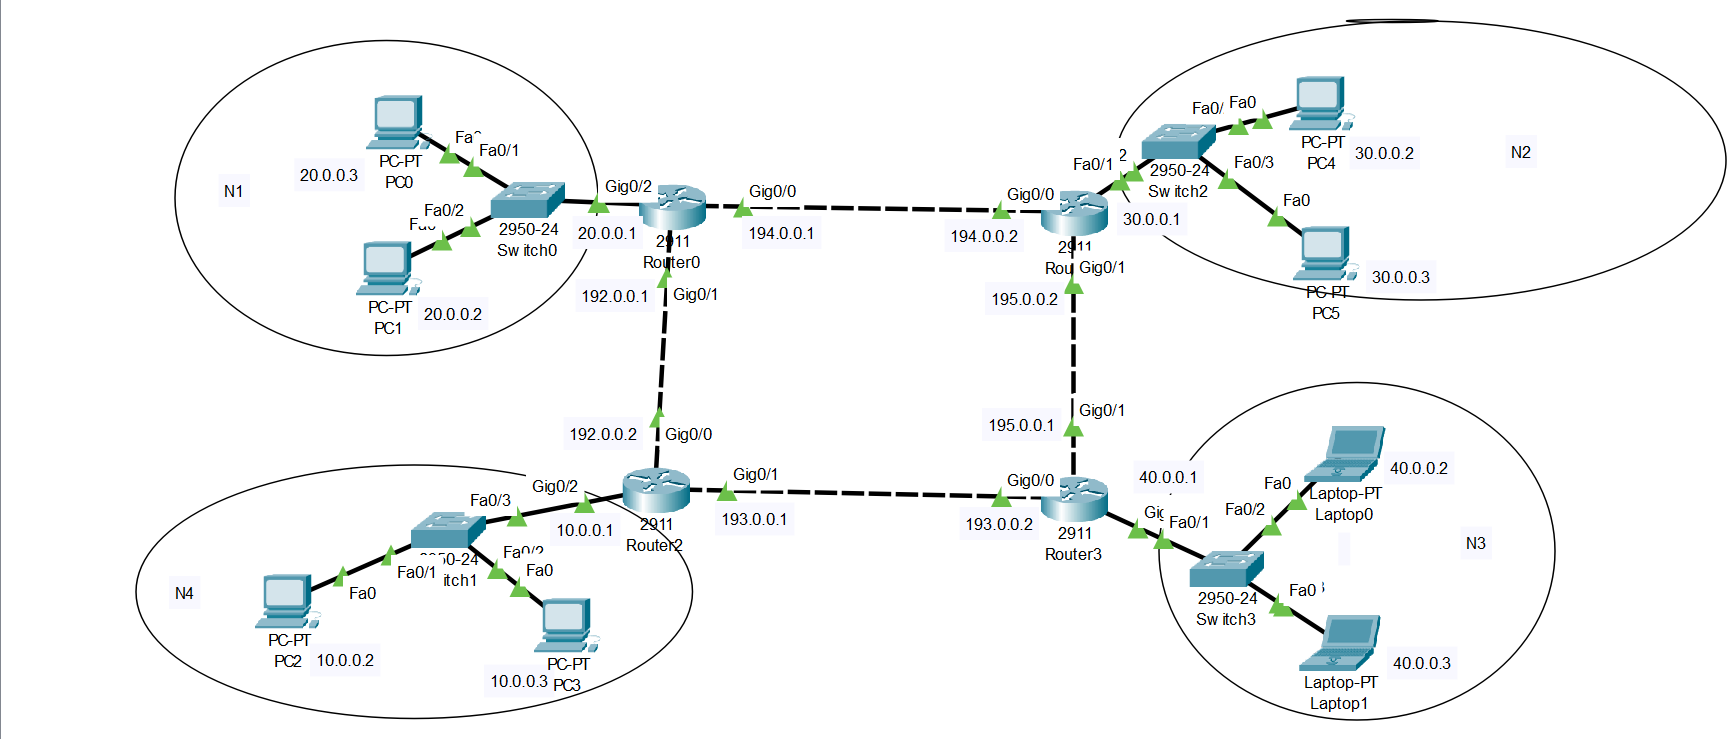 N1
20.0.0.3
PC-PT
PC0
Fa0/1
Fa0/2
PC-PT
PC1
20.0.0.2
2950-24
Switch0
Gig0/2
20.0.0.1
2911
Router0
Gig0/0
194.0.0.1
192.0.0.1
Gig0/1
Gig0/0
194.0.0.2
Fa0/1
2
30.0.0.1
2911
Rou
Gig0/1
195.0.0.2
2950-24
Switch2
Fa0/
Fa0
PC-PT
PC4
30.0.0.2
N2
Fa0/3
Fa0
PC-PT
PC5
30.0.0.3
192.0.0.2
Gig0/0
Gig0/1
193.0.0.1
2911
Router2
Gig0/2
10.0.0.1
Fa0/3
2950-24
itch1
Fa0/1
Fa0
Fa0/2
Fa0
N4
PC-PT
PC2
10.0.0.2
PC-PT
PC3
10.0.0.3
195.0.0.1
Gig0/1
Gig0/0
193.0.0.2
2911
Router3
40.0.0.1
Gig
Fa0/1
2950-24
Switch3
Fa0/2
Fa0
Laptop-PT
Laptop0
40.0.0.2
N3
Fa0
Laptop-PT
Laptop1
40.0.0.3